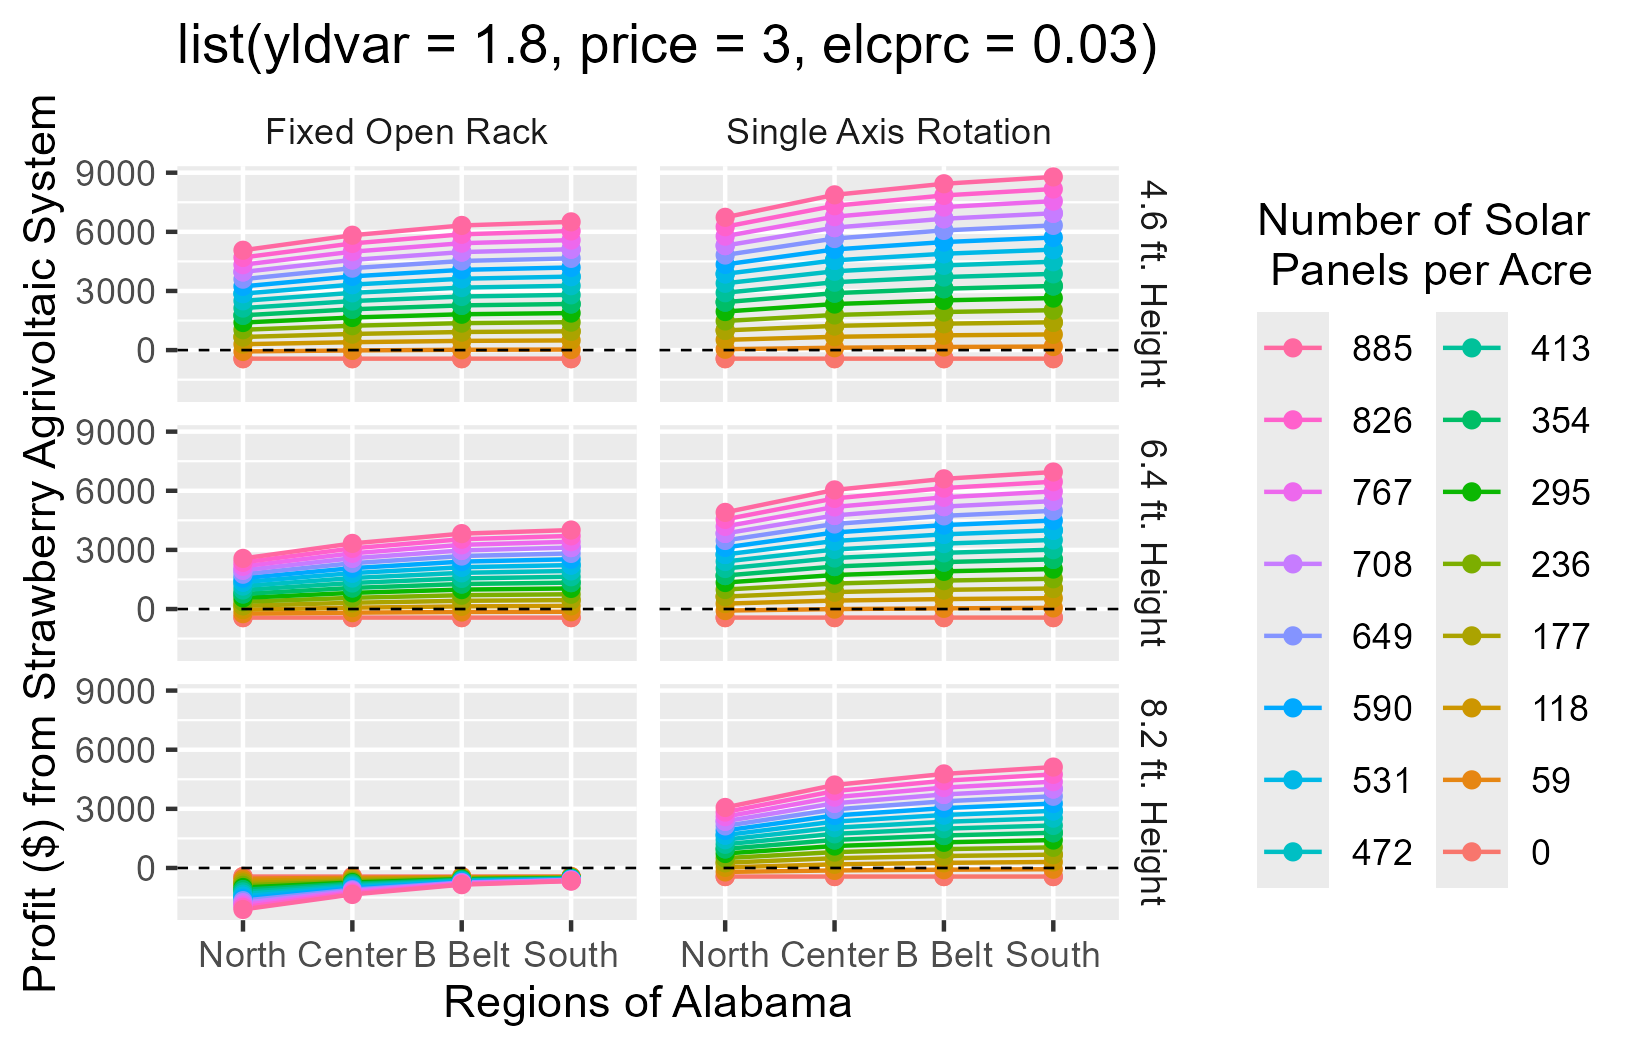 list(yldvar = 1.8, price = 3, elcprc = 0.03)
Profit ($) from Strawberry Agrivoltaic System
Fixed Open Rack
Single Axis Rotation
9000
6000
3000
0
4.6 ft. Height
9000
6000
3000
0
6.4 ft. Height
9000
6000
3000
0
8.2 ft. Height
North Center B Belt South
North Center B Belt South
Regions of Alabama
Number of Solar
Panels per Acre
885
826
767
708
649
590
531
472
413
354
295
236
177
118
59
0